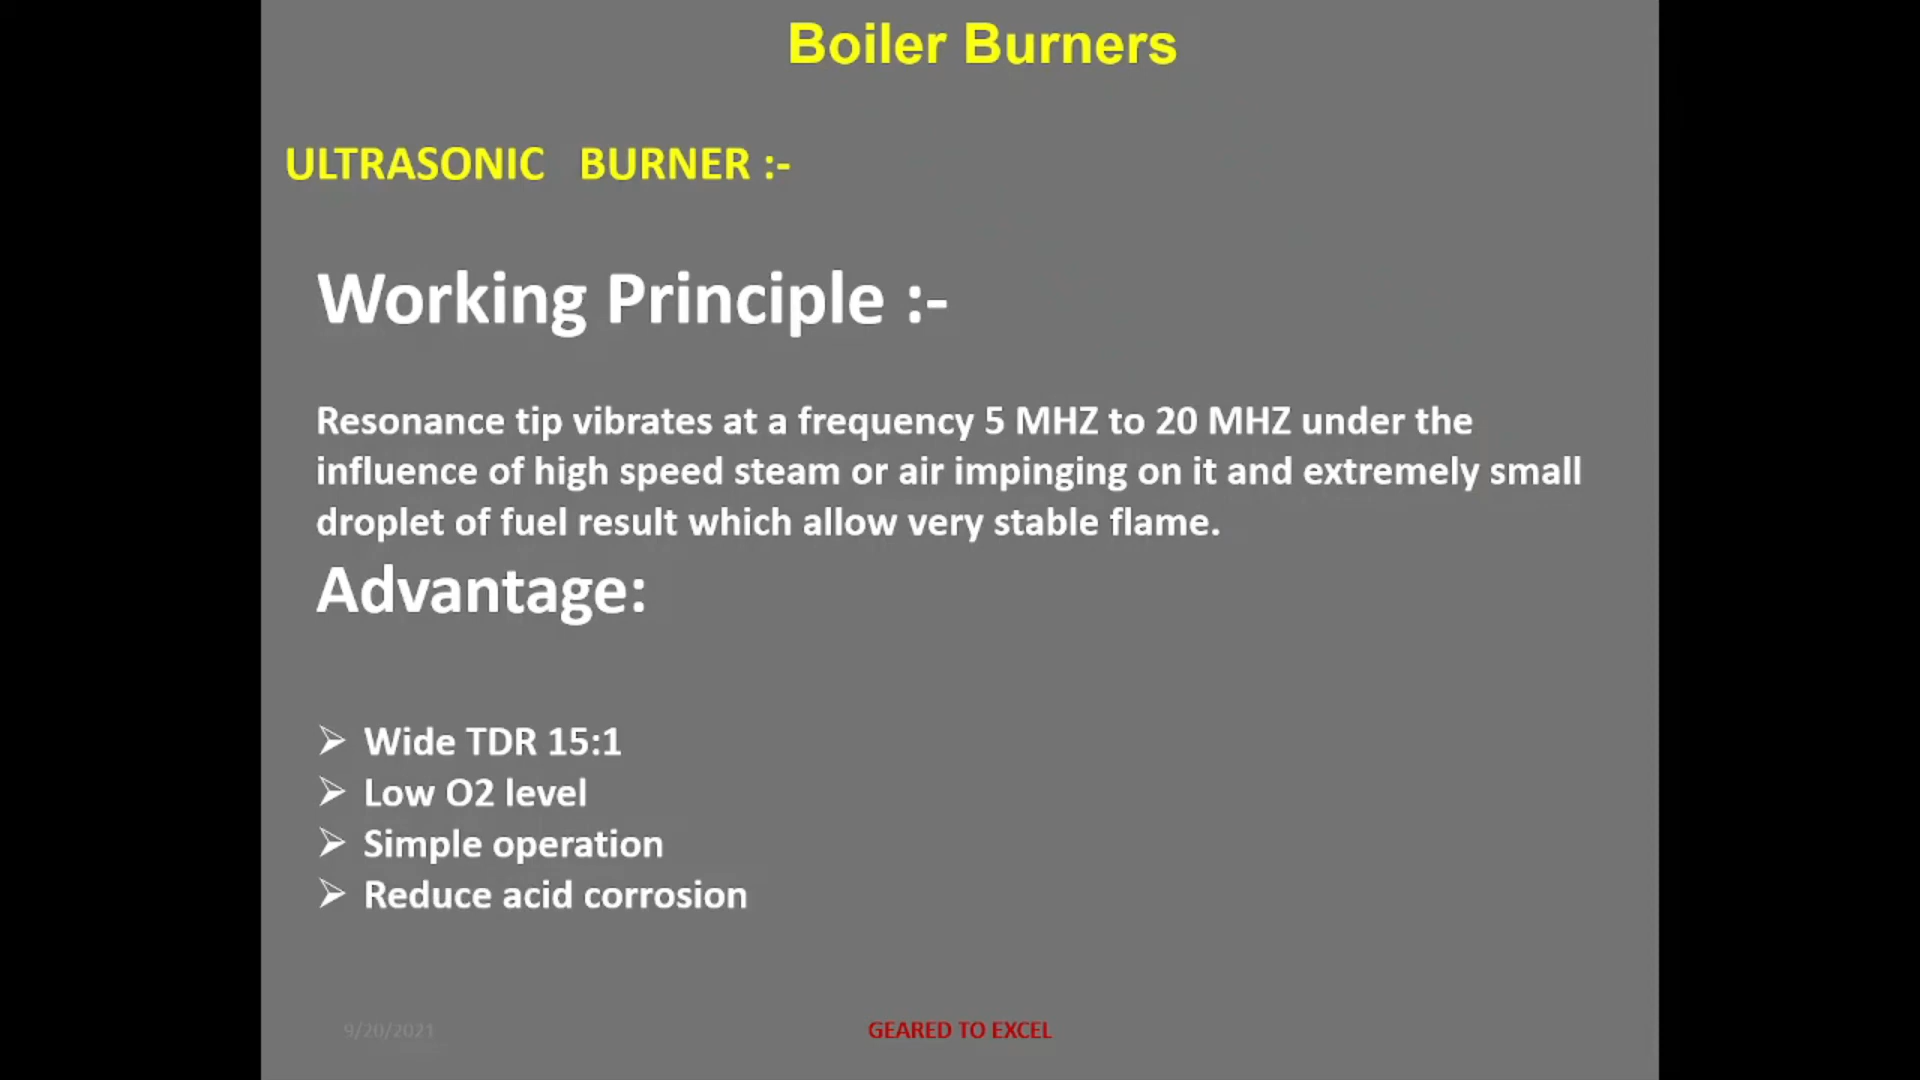 Boiler Burners
ULTRASONIC BURNER :-
Working Principle :-
Resonance tip vibrates at a frequency 5 MHZ to 20 MHZ under the
influence of high speed steam or air impinging on it and extremely small
droplet of fuel result which allow very stable flame.
Advantage:
➢ Wide TDR 15:1
➢ Low O2 level
➢ Simple operation
➢ Reduce acid corrosion
9/20/2021
GEARED TO EXCEL